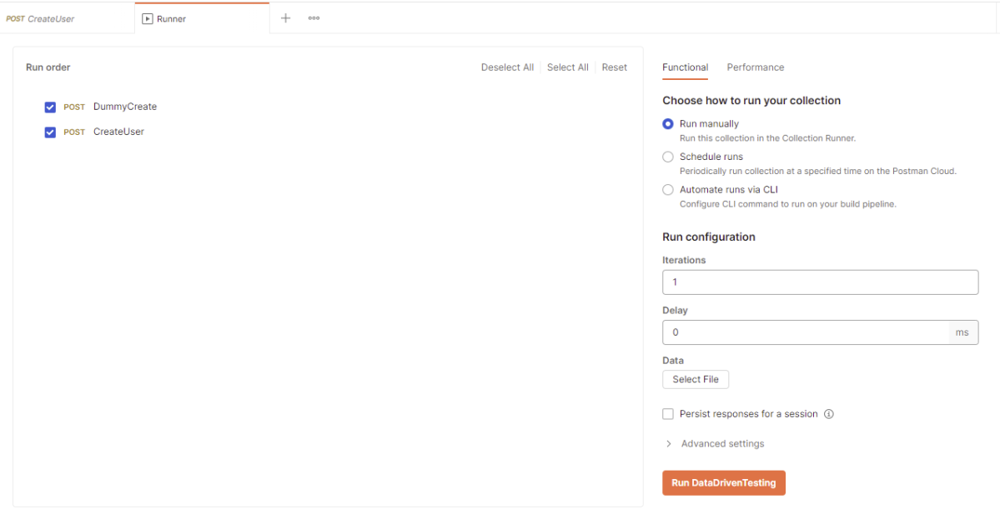 POST CreateUser
Runner
Run order
Deselect All
Select All
Reset
POST DummyCreate
POST CreateUser
Functional
Performance
Choose how to run your collection
Run manually
Run this collection in the Collection Runner.
Schedule runs
Periodically run collection at a specified time on the Postman Cloud.
Automate runs via CLI
Configure CLI command to run on your build pipeline.
Run configuration
Iterations
1
Delay
0
ms
Data
Select File
Persist responses for a session
Advanced settings
Run DataDrivenTesting